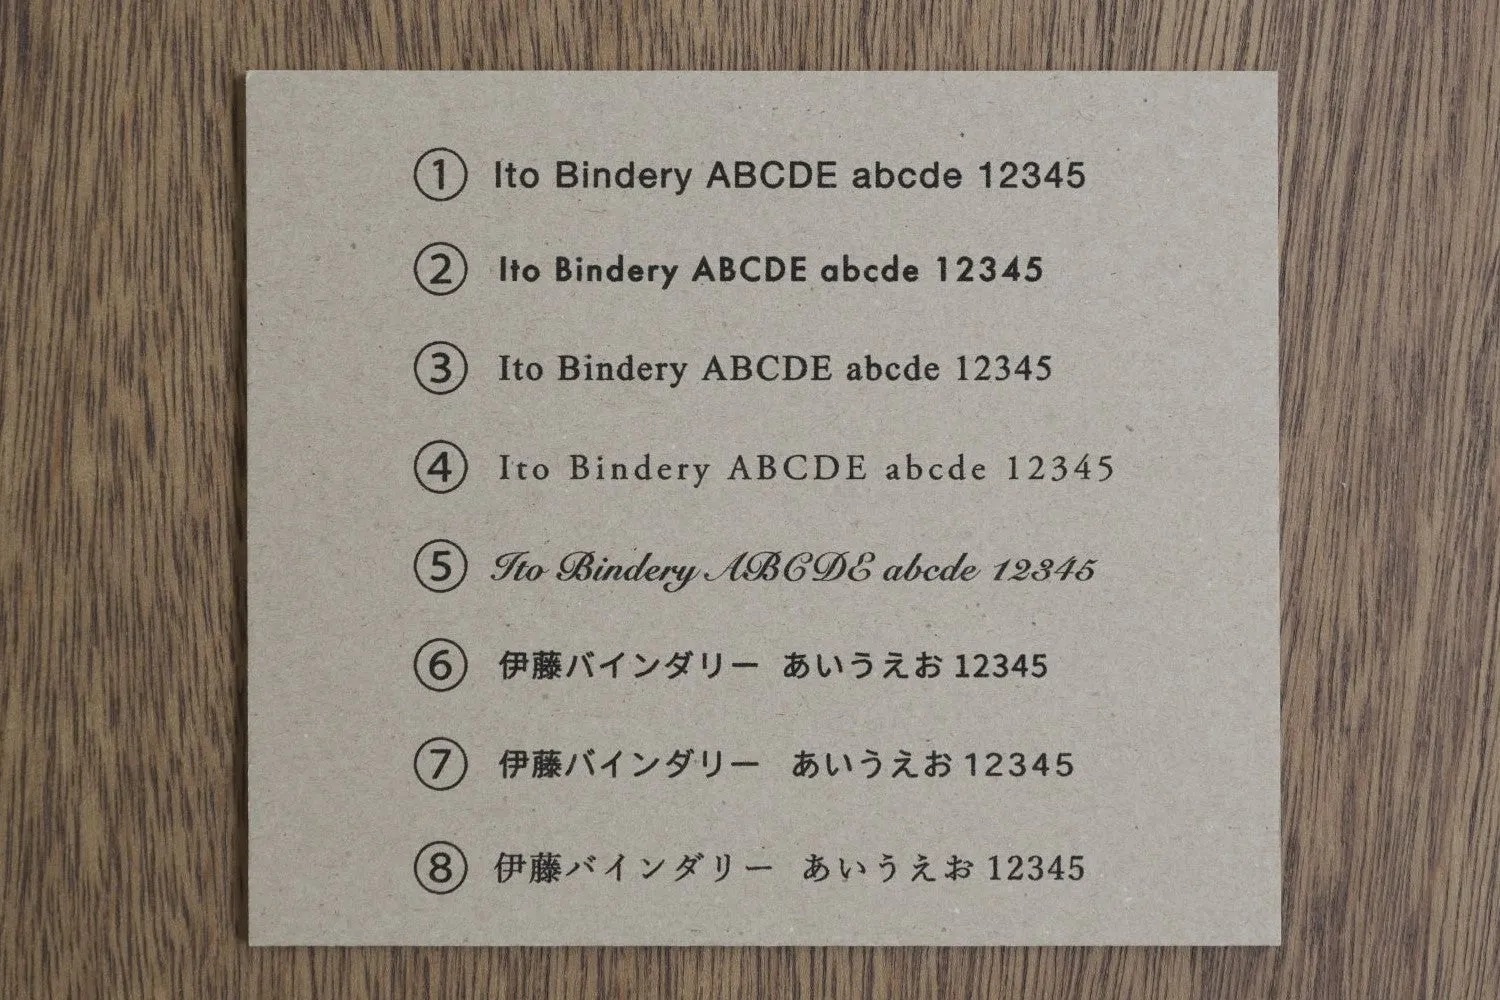 ① Ito Bindery ABCDE abcde 12345
② Ito Bindery ABCDE abcde 12345
③ Ito Bindery ABCDE abcde 12345
④ Ito Bindery ABCDE abcde 12345
⑤ Ito Bindery ABCDE abcde 12345
⑥ 伊藤バインダリー あいうえお 12345
⑦ 伊藤バインダリー あいうえお 12345
⑧ 伊藤バインダリー あいうえお 12345